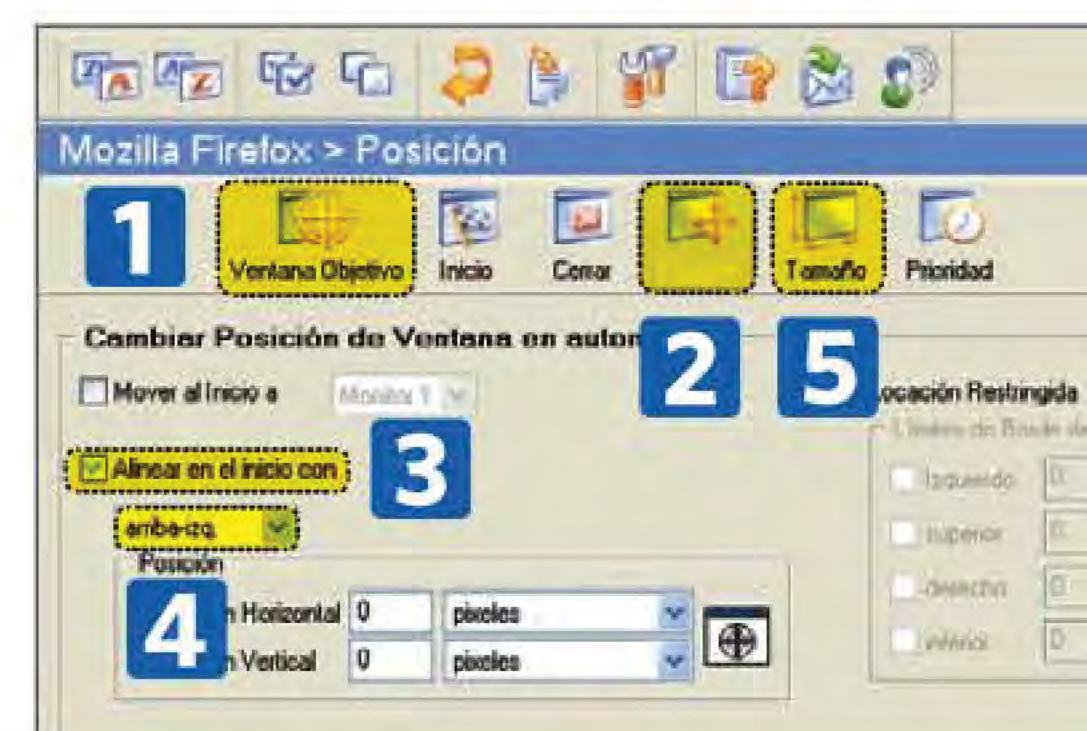 Mozilla Firefox > Posición
1
Ventana Objetivo
Inicio
Cerrar
Tamaño
Prioridad
Cambiar Posición de Ventana en
2
5
Mover al Inicio a
Monitor 1
ocación Restringida
3
Alinear en el inicio con
Izquierdo 0
arriba-izq.
superior 0
Posición
4
n Horizontal 0 pixeles
derecho 0
n Vertical 0 pixeles
inferior 0